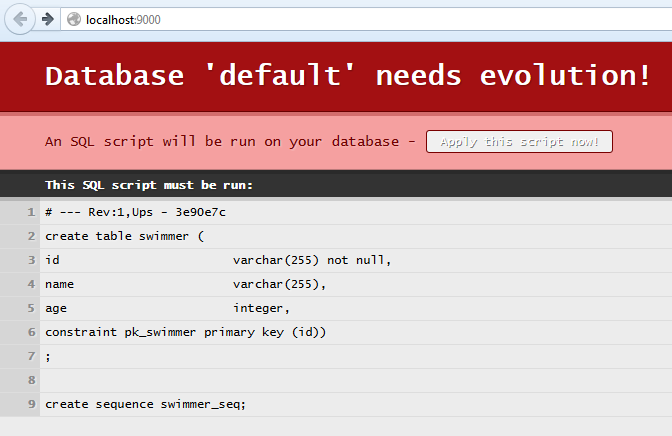 localhost:9000
Database 'default' needs evolution!
An SQL script will be run on your database - Apply this script now!
This SQL script must be run:
1 # --- Rev:1,Ups - 3e90e7c
2 create table swimmer (
3 id varchar(255) not null,
4 name varchar(255),
5 age integer,
6 constraint pk_swimmer primary key (id))
7 ;
8
9 create sequence swimmer_seq;